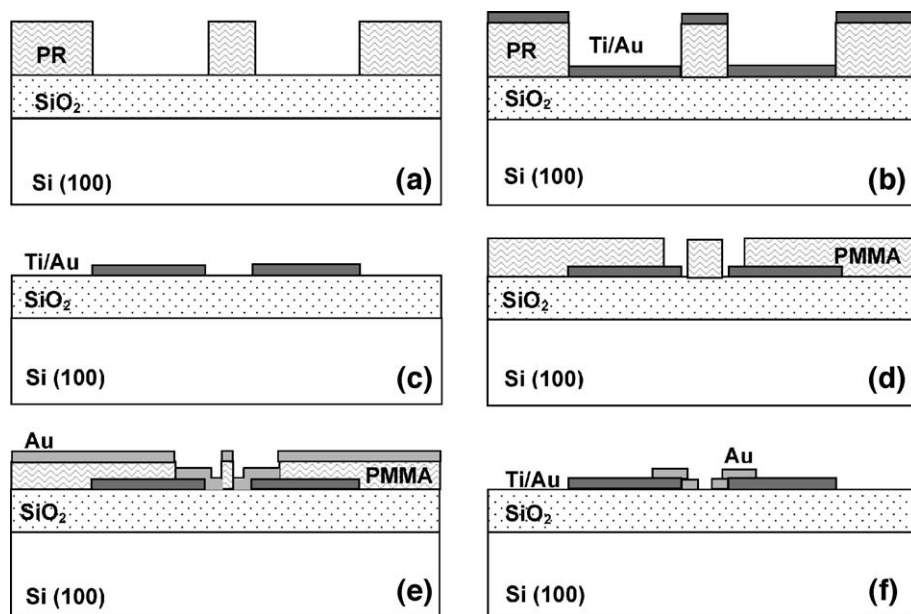 PR
SiO₂
Si (100)
(a)
PR
Ti/Au
SiO₂
Si (100)
(b)
Ti/Au
SiO₂
Si (100)
(c)
PMMA
SiO₂
Si (100)
(d)
Au
PMMA
SiO₂
Si (100)
(e)
Au
Ti/Au
SiO₂
Si (100)
(f)